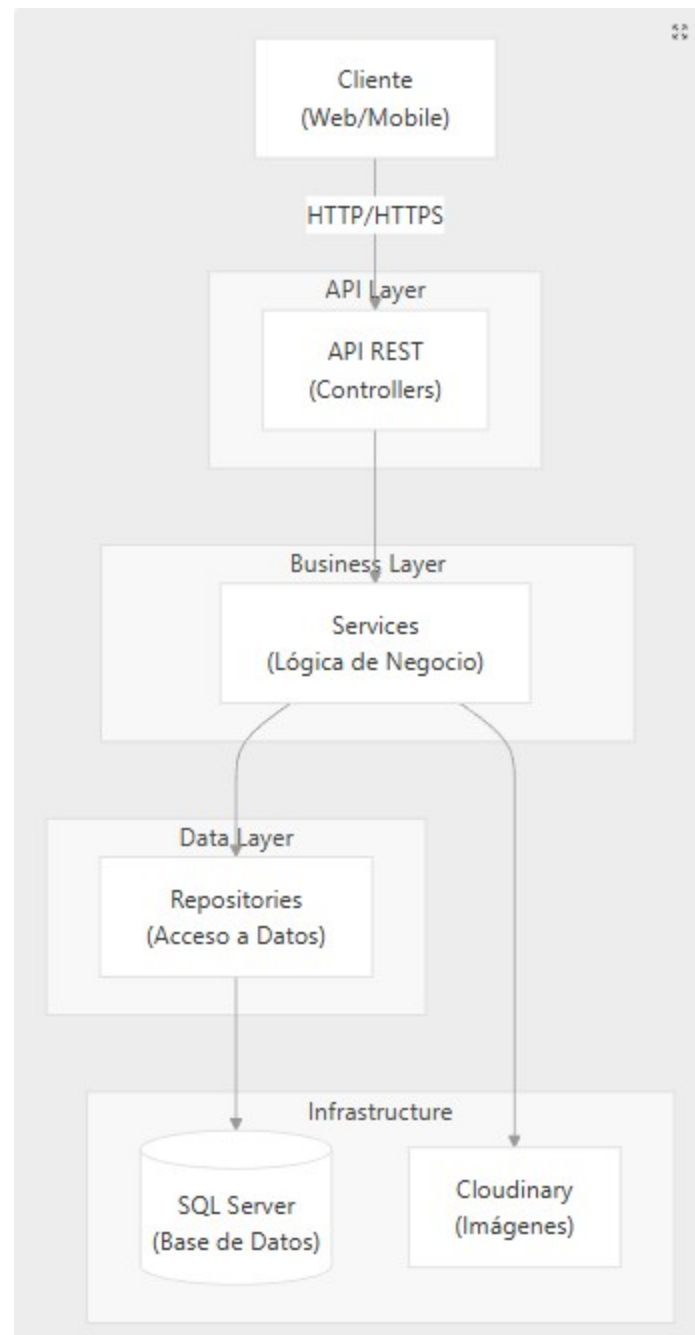 Cliente
(Web/Mobile)
HTTP/HTTPS
API Layer
API REST
(Controllers)
Business Layer
Services
(Lógica de Negocio)
Data Layer
Repositories
(Acceso a Datos)
Infrastructure
SQL Server
(Base de Datos)
Cloudinary
(Imágenes)